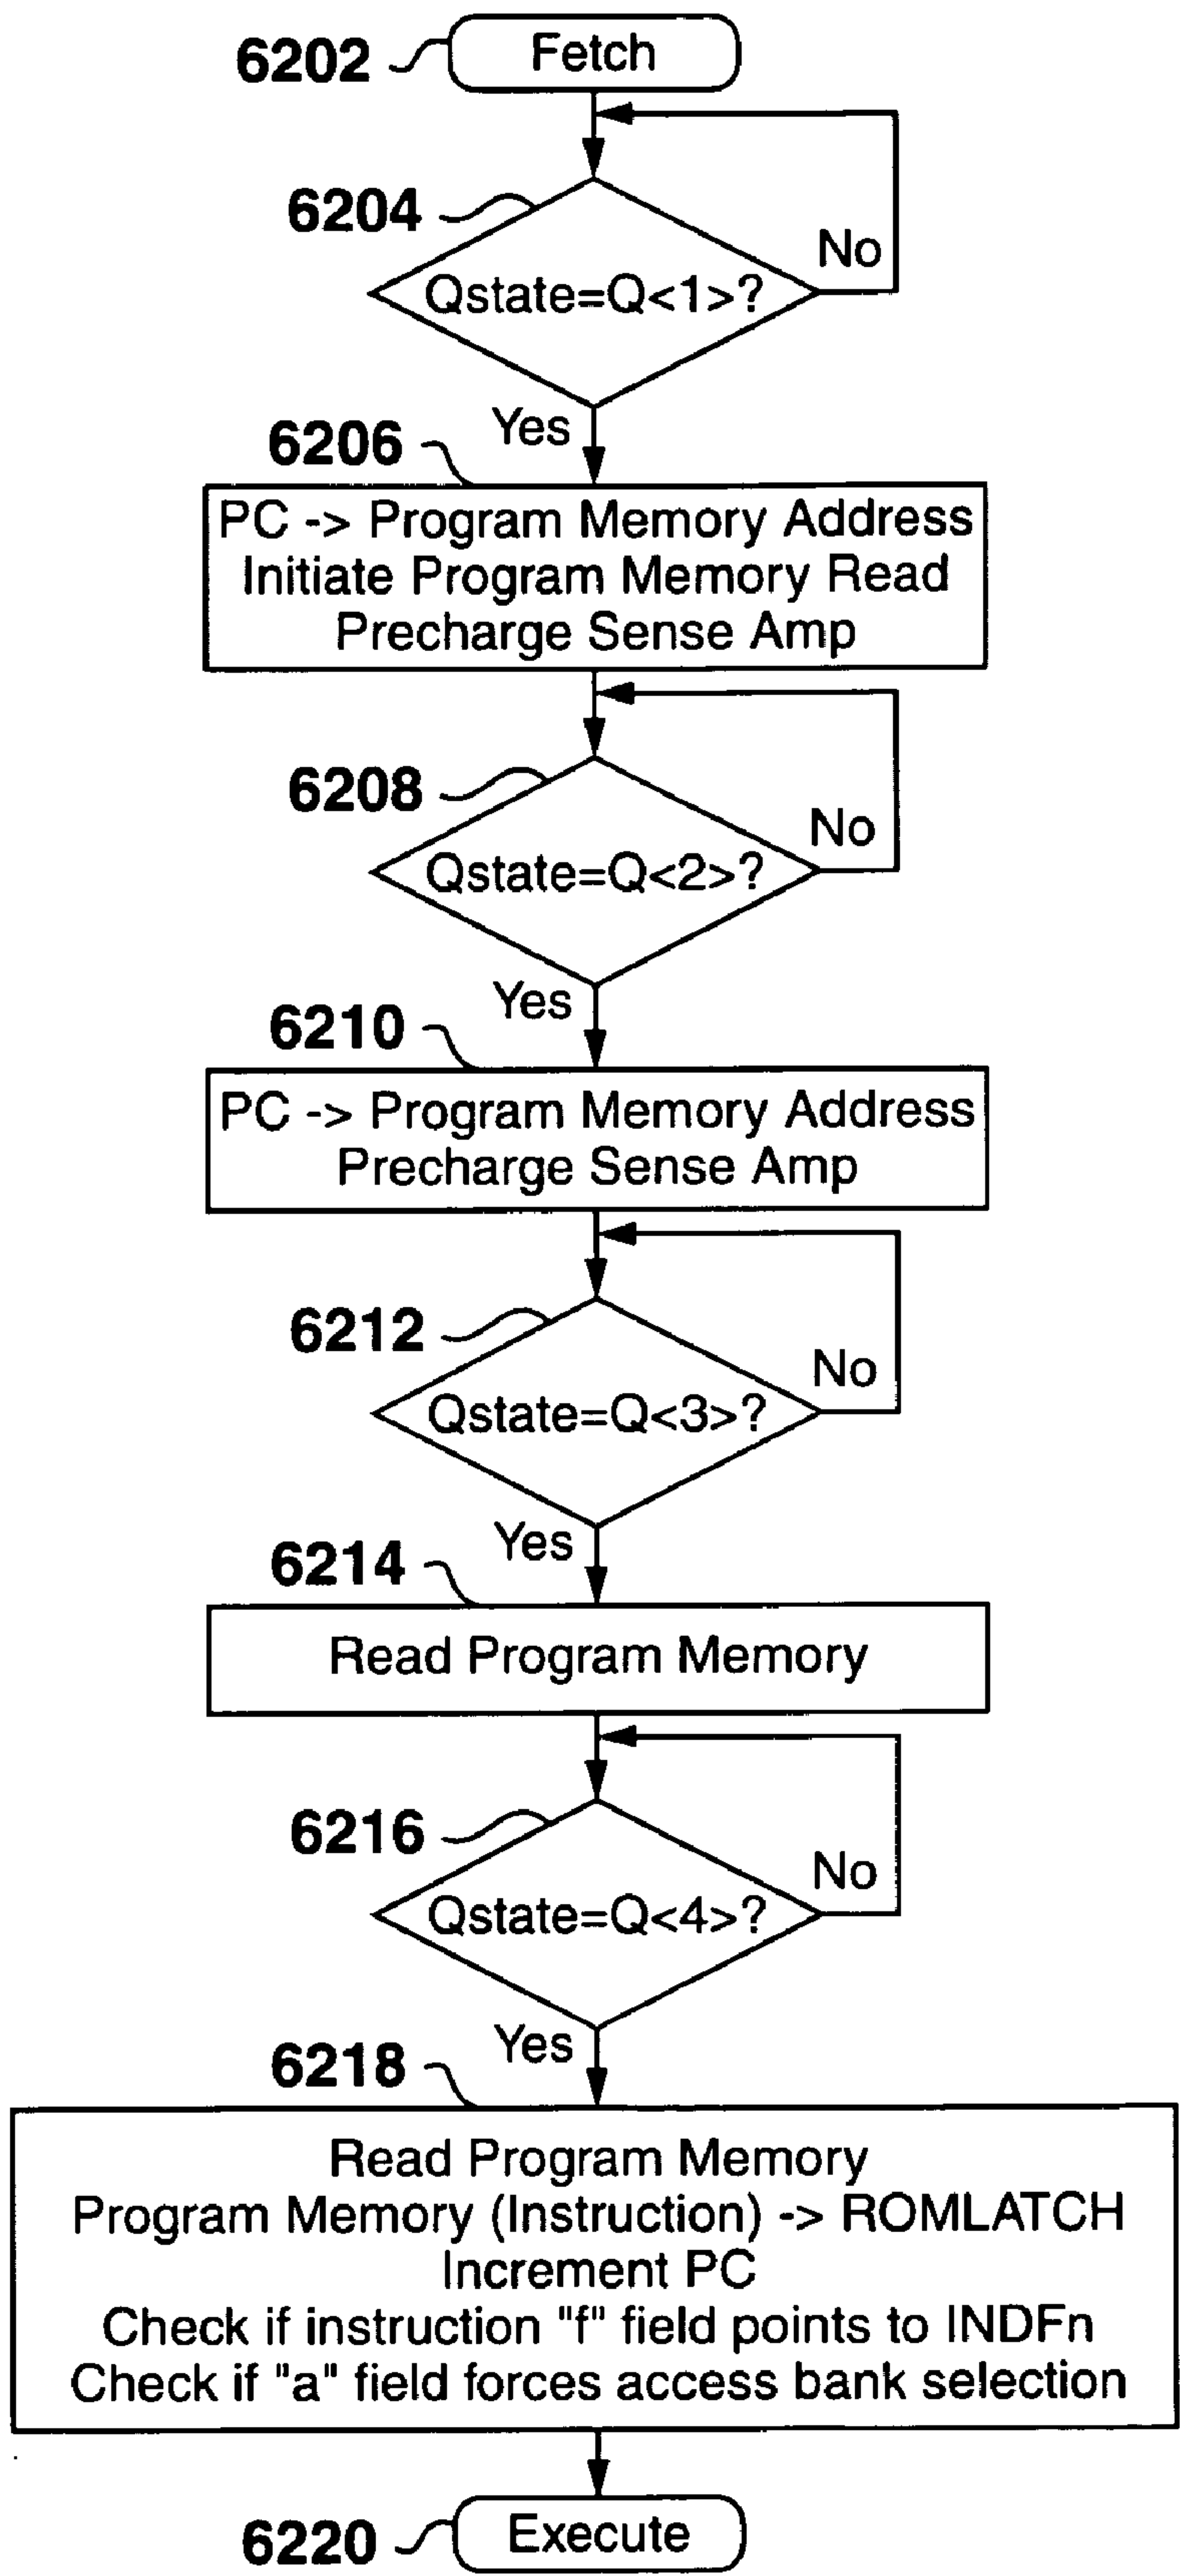 6202
Fetch
6204
No
Qstate=Q<1>?
Yes
6206
PC -> Program Memory Address
Initiate Program Memory Read
Precharge Sense Amp
6208
No
Qstate=Q<2>?
Yes
6210
PC -> Program Memory Address
Precharge Sense Amp
6212
No
Qstate=Q<3>?
Yes
6214
Read Program Memory
6216
No
Qstate=Q<4>?
Yes
6218
Read Program Memory
Program Memory (Instruction) -> ROMLATCH
Increment PC
Check if instruction "f" field points to INDFn
Check if "a" field forces access bank selection
6220
Execute